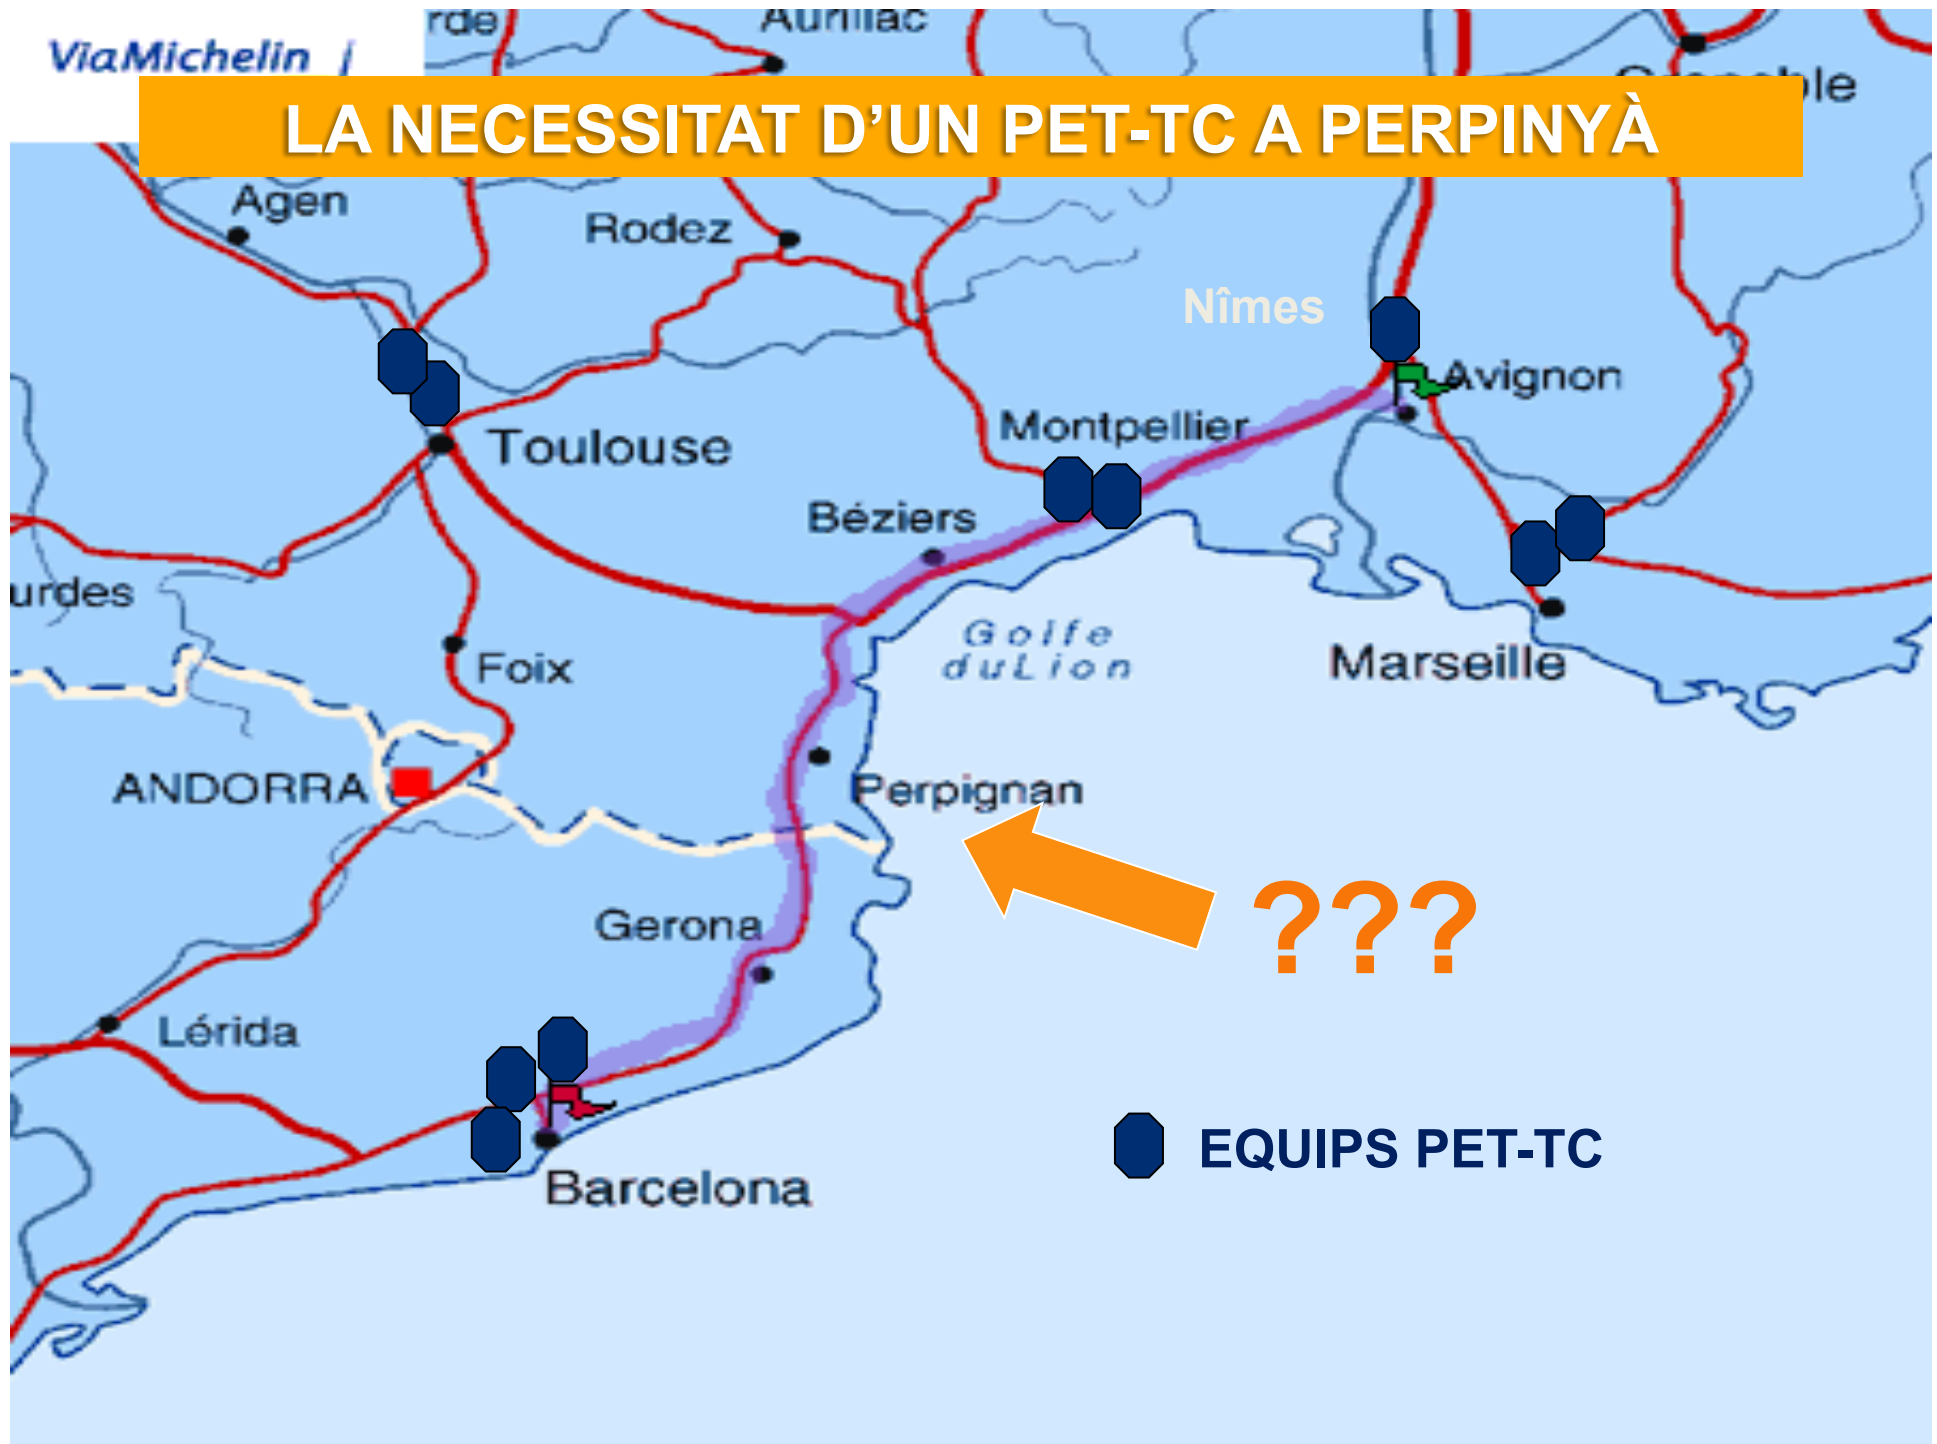 Aurillac
ViaMichelin
LA NECESSITAT D’UN PET-TC A PERPINYÀ
Agen
Rodez
Nîmes
Avignon
Montpellier
Toulouse
Béziers
urdes
Golfe
du Lion
Foix
Marseille
ANDORRA
Perpignan
???
Gerona
Lérida
EQUIPS PET-TC
Barcelona